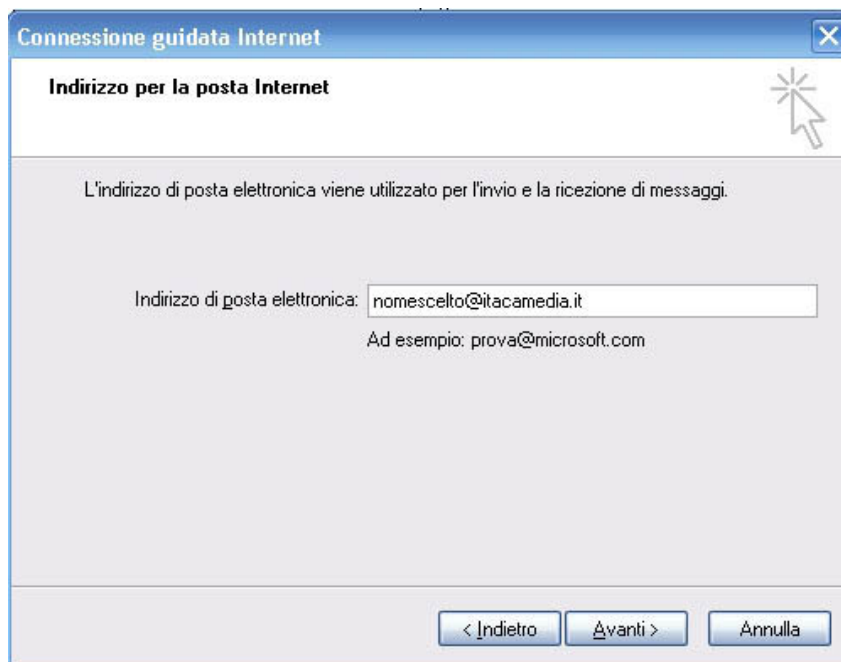 Connessione guidata Internet
Indirizzo per la posta Internet
L'indirizzo di posta elettronica viene utilizzato per l'invio e la ricezione di messaggi.
Indirizzo di posta elettronica: nomescelto@itacamedia.it
Ad esempio: prova@microsoft.com
< Indietro Avanti > Annulla